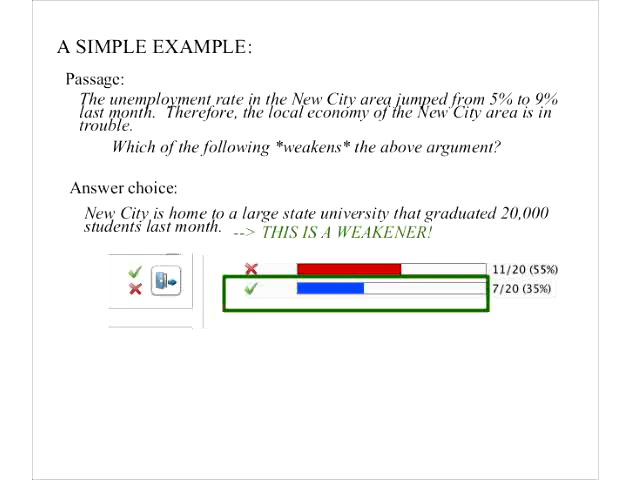 A SIMPLE EXAMPLE:
Passage:
The unemployment rate in the New City area jumped from 5% to 9%
last month. Therefore, the local economy of the New City area is in
trouble.
Which of the following *weakens* the above argument?
Answer choice:
New City is home to a large state university that graduated 20,000
students last month. --> THIS IS A WEAKENER!
11/20 (55%)
7/20 (35%)